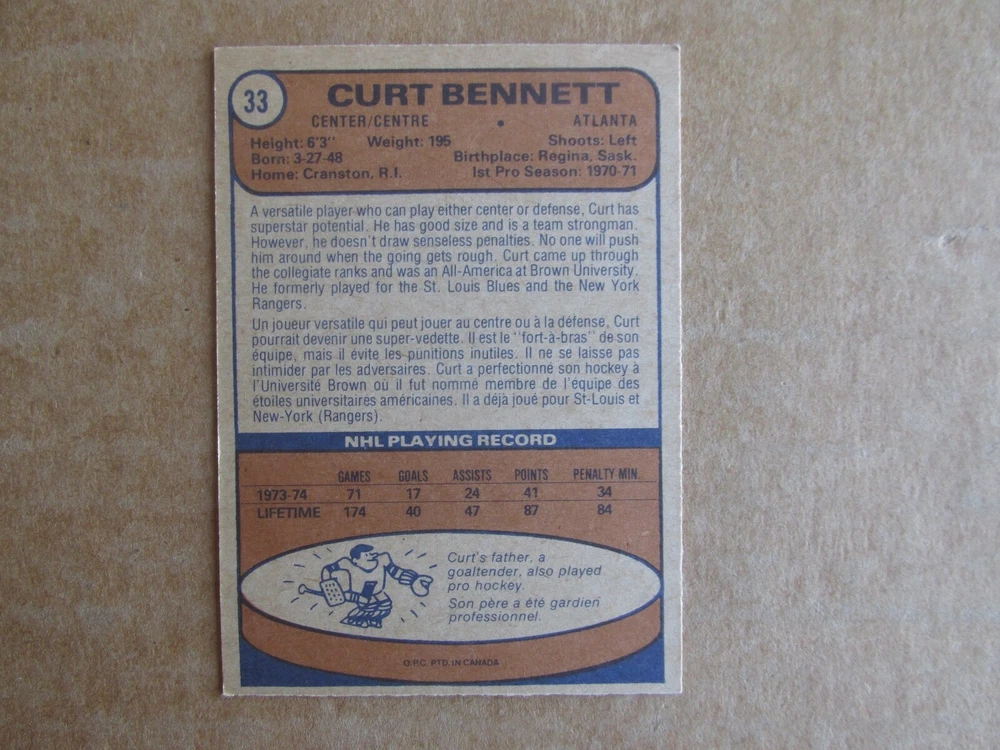 33
CURT BENNETT
CENTER/CENTRE • ATLANTA
Height: 6'3" Weight: 195 Shoots: Left
Born: 3-27-48 Birthplace: Regina, Sask.
Home: Cranston, R.I. Ist Pro Season: 1970-71
A versatile player who can play either center or defense, Curt has
superstar potential. He has good size and is a team strongman.
However, he doesn't draw senseless penalties. No one will push
him around when the going gets rough. Curt came up through
the collegiate ranks and was an All-America at Brown University.
He formerly played for the St. Louis Blues and the New York
Rangers.
Un joueur versatile qui peut jouer au centre ou à la défense, Curt
pourrait devenir une super-vedette. Il est le "fort-à-bras" de son
équipe, mais il évite les punitions inutiles. Il ne se laisse pas
intimider par les adversaires. Curt a perfectionné son hockey à
l'Université Brown où il fut nommé membre de l'équipe des
étoiles universitaires américaines. Il a déjà joué pour St-Louis et
New-York (Rangers).
NHL PLAYING RECORD
GAMES GOALS ASSISTS POINTS PENALTY MIN.
1973-74 71 17 24 41 34
LIFETIME 174 40 47 87 84
Curt's father, a
goaltender, also played
pro hockey.
Son père a été gardien
professionnel.
O.P.C. PTD. IN CANADA